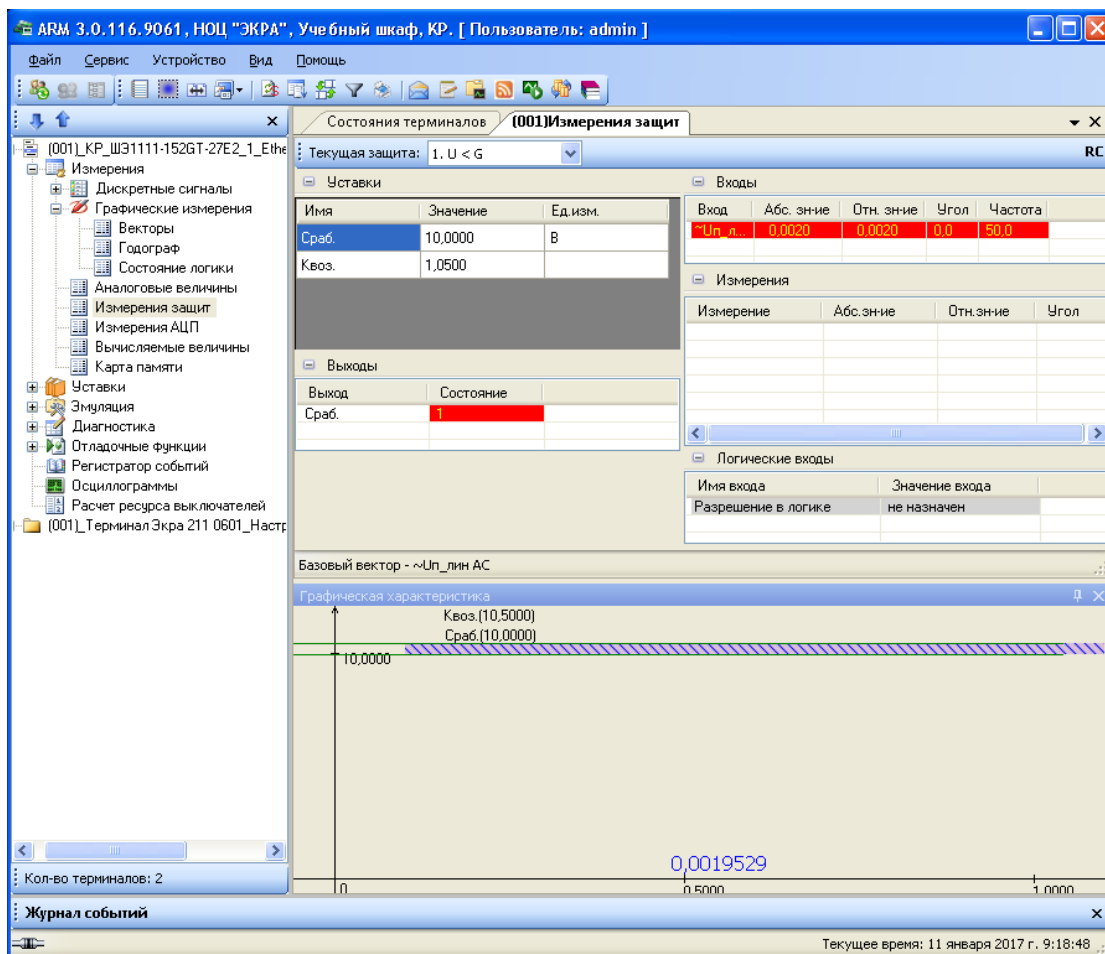 ARM 3.0.116.9061, НОЦ "ЭКРА", Учебный шкаф, КР. [ Пользователь: admin ]
Файл Сервис Устройство Вид Помощь
(001)_КР_ШЭ1111-152GT-27E2_1_Ethe
Измерения
Дискретные сигналы
Графические измерения
Векторы
Годограф
Состояние логики
Аналоговые величины
Измерения защит
Измерения АЦП
Вычисляемые величины
Карта памяти
Уставки
Эмуляция
Диагностика
Отладочные функции
Регистратор событий
Осциллограммы
Расчет ресурса выключателей
(001)_Терминал Экра 211 0601_Настр
Кол-во терминалов: 2
Состояния терминалов (001)Измерения защит
Текущая защита: 1. U < G RC
Уставки
Имя Значение Ед.изм.
Сраб. 10,0000 В
Квоз. 1,0500
Выходы
Выход Состояние
Сраб. 1
Входы
Вход Абс. зн-ие Отн. зн-ие Угол Частота
~Uп_л... 0,0020 0,0020 0,0 50,0
Измерения
Измерение Абс.зн-ие Отн.зн-ие Угол
Логические входы
Имя входа Значение входа
Разрешение в логике не назначен
Базовый вектор - ~Uп_лин AC
Графическая характеристика
Квоз.(10,5000)
Сраб.(10,0000)
10,0000
0,0019529
0 0.5000 1.0000
Журнал событий
Текущее время: 11 января 2017 г. 9:18:48